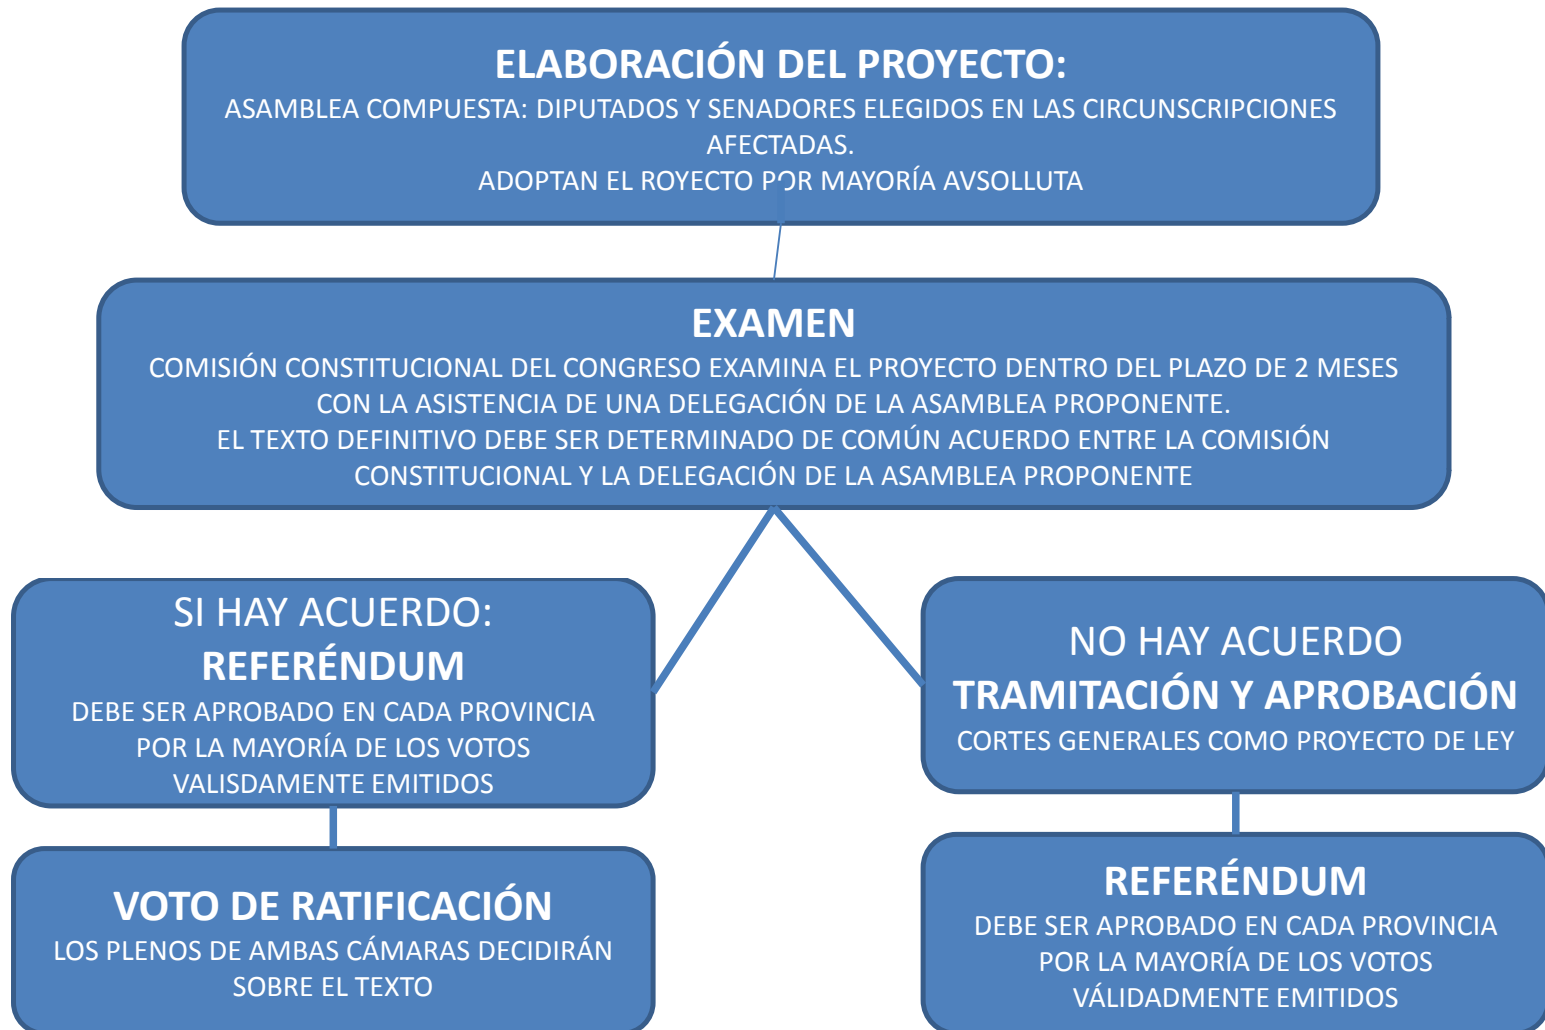 ELABORACIÓN DEL PROYECTO:
ASAMBLEA COMPUESTA: DIPUTADOS Y SENADORES ELEGIDOS EN LAS CIRCUNSCRIPCIONES
AFECTADAS.
ADOPTAN EL ROYECTO POR MAYORÍA AVSOLLUTA
EXAMEN
COMISIÓN CONSTITUCIONAL DEL CONGRESO EXAMINA EL PROYECTO DENTRO DEL PLAZO DE 2 MESES
CON LA ASISTENCIA DE UNA DELEGACIÓN DE LA ASAMBLEA PROPONENTE.
EL TEXTO DEFINITIVO DEBE SER DETERMINADO DE COMÚN ACUERDO ENTRE LA COMISIÓN
CONSTITUCIONAL Y LA DELEGACIÓN DE LA ASAMBLEA PROPONENTE
SI HAY ACUERDO:
REFERÉNDUM
DEBE SER APROBADO EN CADA PROVINCIA
POR LA MAYORÍA DE LOS VOTOS
VALISDAMENTE EMITIDOS
NO HAY ACUERDO
TRAMITACIÓN Y APROBACIÓN
CORTES GENERALES COMO PROYECTO DE LEY
VOTO DE RATIFICACIÓN
LOS PLENOS DE AMBAS CÁMARAS DECIDIRÁN
SOBRE EL TEXTO
REFERÉNDUM
DEBE SER APROBADO EN CADA PROVINCIA
POR LA MAYORÍA DE LOS VOTOS
VÁLIDADMENTE EMITIDOS